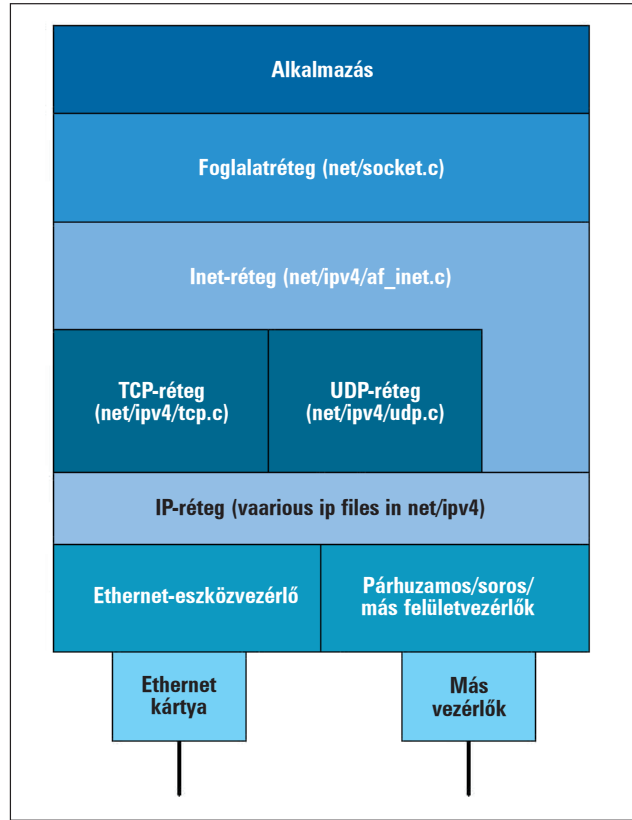 Alkalmazás
Foglalatréteg (net/socket.c)
Inet-réteg (net/ipv4/af_inet.c)
TCP-réteg
(net/ipv4/tcp.c)
UDP-réteg
(net/ipv4/udp.c)
IP-réteg (vaarious ip files in net/ipv4)
Ethernet-eszközvezérlő
Párhuzamos/soros/
más felületvezérlők
Ethernet
kártya
Más
vezérlők